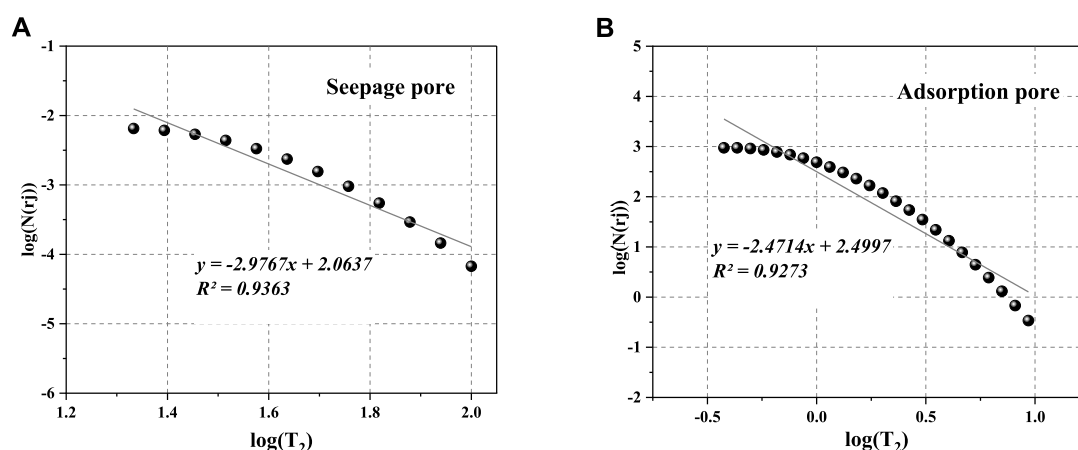 A
Seepage pore
-1
-2
-3
-4
-5
-6
log(N(rj))
y = -2.9767x + 2.0637
R² = 0.9363
1.2 1.4 1.6 1.8 2.0
log(T₂)
B
Adsorption pore
5
4
3
2
1
0
-1
-2
log(N(rj))
y = -2.4714x + 2.4997
R² = 0.9273
-0.5 0.0 0.5 1.0
log(T₂)